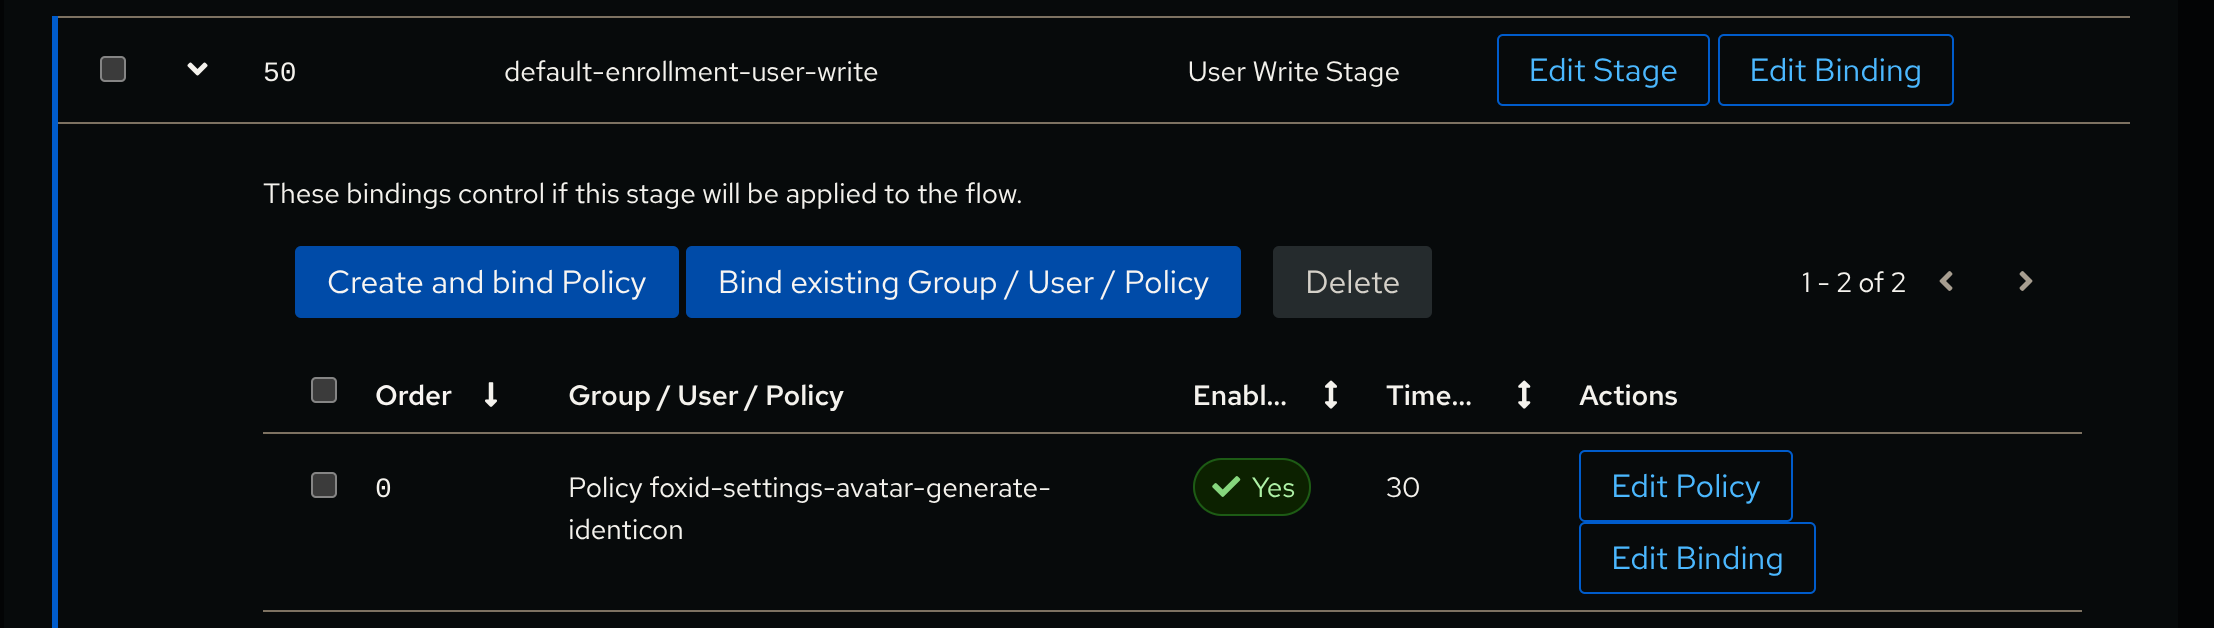 50 default-enrollment-user-write User Write Stage Edit Stage Edit Binding
These bindings control if this stage will be applied to the flow.
Create and bind Policy Bind existing Group / User / Policy Delete 1 - 2 of 2
Order Group / User / Policy Enabl... Time... Actions
0 Policy foxid-settings-avatar-generate- Yes 30 Edit Policy
identicon
Edit Binding